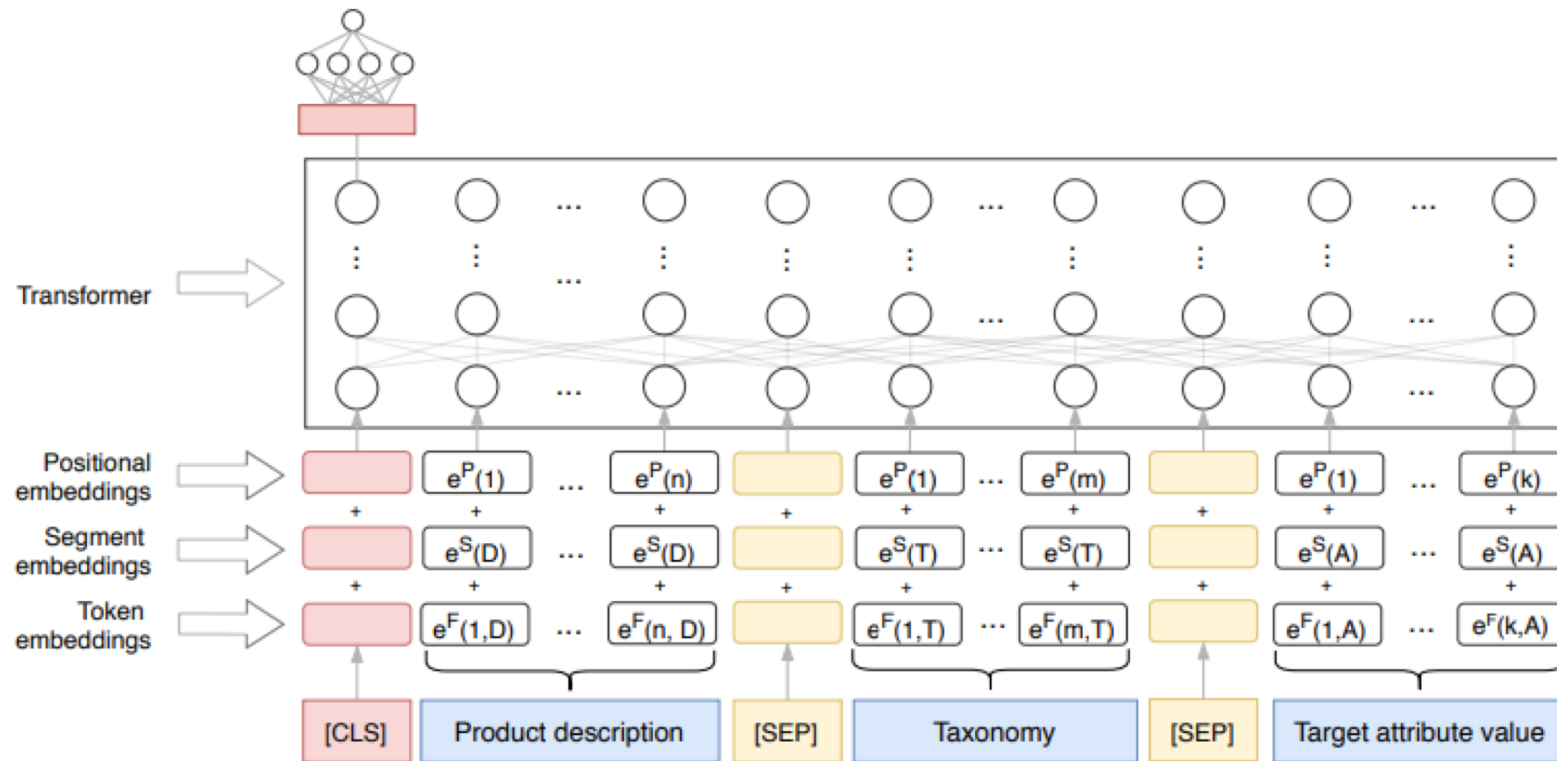 ... ... ...
⋮ ⋮ ... ⋮ ⋮ ⋮ ⋮ ⋮ ⋮ ⋮
Transformer
... ... ...
... ... ...
Positional
embeddings
e^P(1) ... e^P(n) e^P(1) ... e^P(m) e^P(1) ... e^P(k)
+ + + + + + + + +
Segment
embeddings
e^S(D) ... e^S(D) e^S(T) ... e^S(T) e^S(A) ... e^S(A)
+ + + + + + + + +
Token
embeddings
e^F(1,D) ... e^F(n, D) e^F(1,T) ... e^F(m,T) e^F(1,A) ... e^F(k,A)
[CLS] Product description [SEP] Taxonomy [SEP] Target attribute value